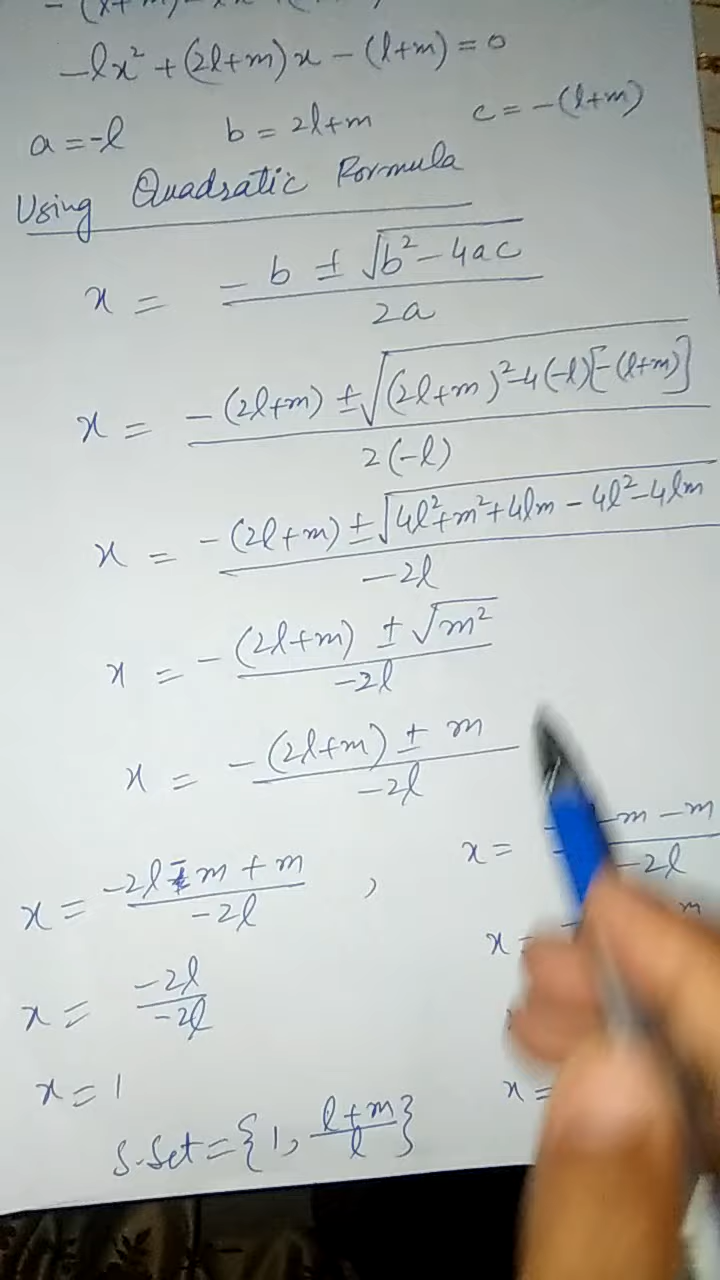 -lx² + (2l+m)x - (l+m) = 0
a = -l b = 2l+m c = -(l+m)
Using Quadratic Formula
x = (-b ± √(b² - 4ac)) / 2a
x = (-(2l+m) ± √((2l+m)² - 4(-l)[-(l+m)])) / 2(-l)
x = (-(2l+m) ± √(4l² + m² + 4lm - 4l² - 4lm)) / -2l
x = (-(2l+m) ± √m²) / -2l
x = (-(2l+m) ± m) / -2l
x = (-2l - m + m) / -2l , x = -m - m / -2l
x = -2l / -2l x = m
x = 1 x =
S.Set = {1, (l+m)/l}